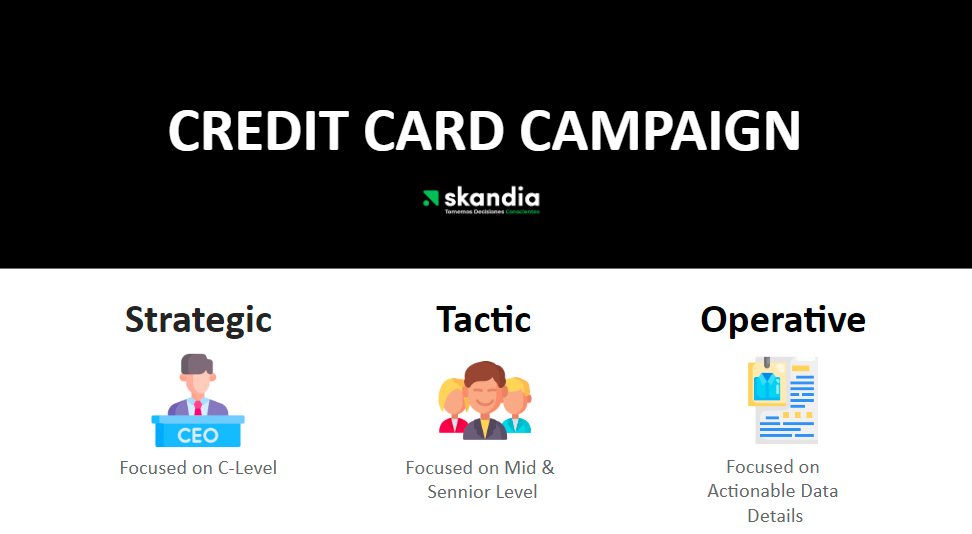 CREDIT CARD CAMPAIGN
skandia
Tomemos Decisiones Conscientes
Strategic
Tactic
Operative
CEO
Focused on C-Level
Focused on Mid &
Sennior Level
Focused on
Actionable Data
Details